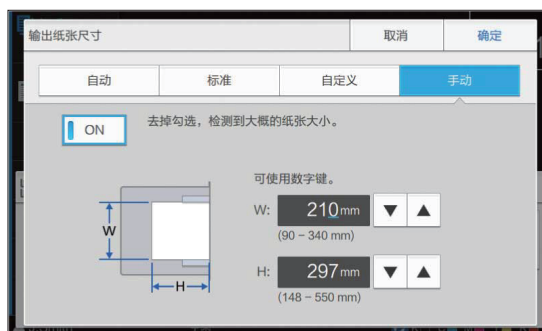 输出纸张尺寸 取消 确定
自动 标准 自定义 手动
ON 去掉勾选，检测到大概的纸张大小。
可使用数字键。
W: 210mm ▼ ▲
(90 – 340 mm)
H: 297mm ▼ ▲
(148 – 550 mm)
W
H